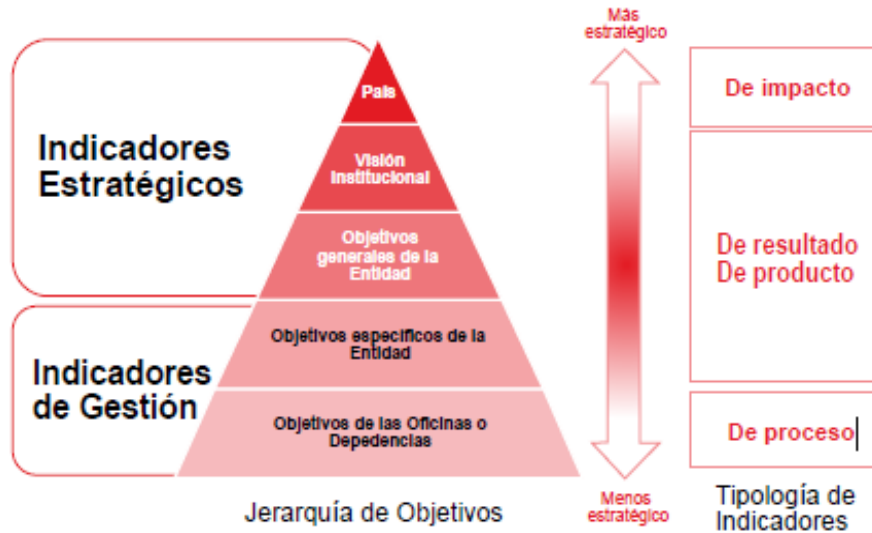 Más
estratégico
Indicadores
Estratégicos
País
Visión
Institucional
Objetivos
generales de la
Entidad
De impacto
De resultado
De producto
Indicadores
de Gestión
Objetivos específicos de la
Entidad
Objetivos de las Oficinas o
Depedencias
De proceso
Jerarquía de Objetivos
Menos
estratégico
Tipología de
Indicadores